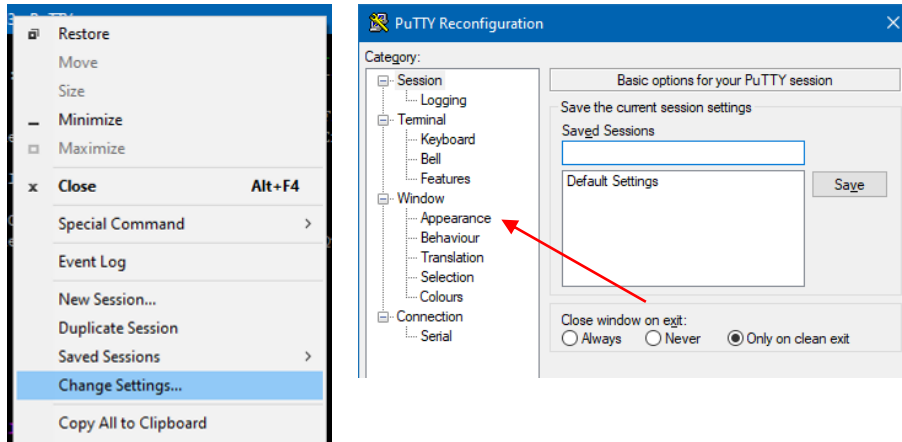 Restore
Move
Size
Minimize
Maximize
Close Alt+F4
Special Command
Event Log
New Session...
Duplicate Session
Saved Sessions
Change Settings...
Copy All to Clipboard
PuTTY Reconfiguration
Category:
Session
Logging
Terminal
Keyboard
Bell
Features
Window
Appearance
Behaviour
Translation
Selection
Colours
Connection
Serial
Basic options for your PuTTY session
Save the current session settings
Saved Sessions
Default Settings
Save
Close window on exit:
Always Never Only on clean exit